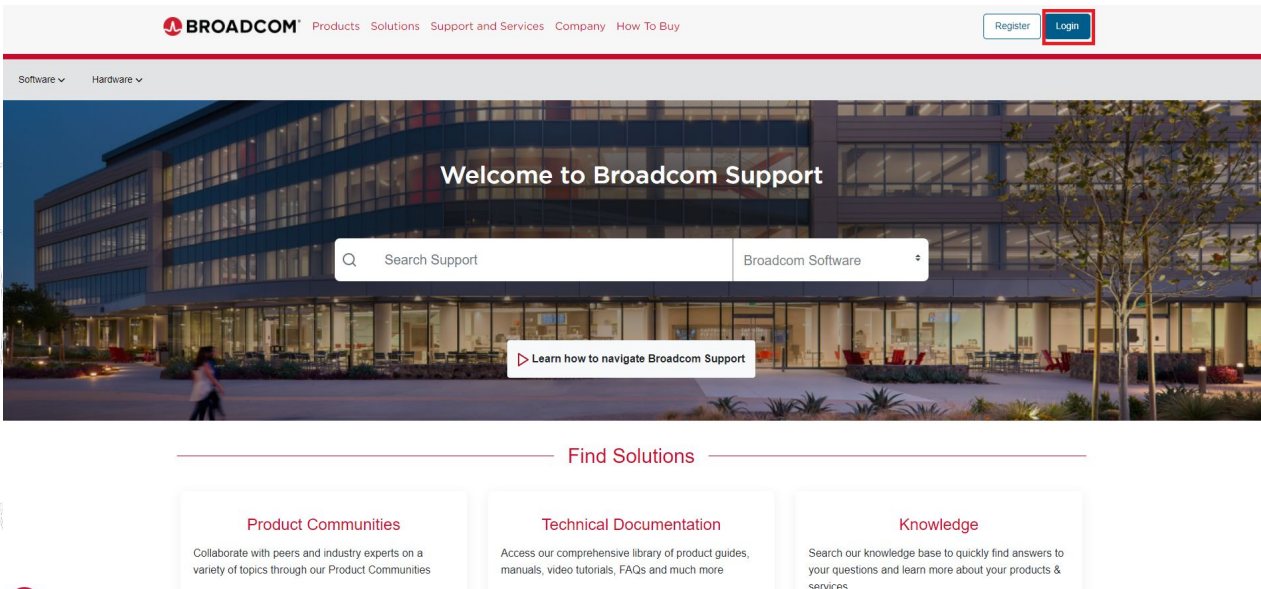 BROADCOM®
Products Solutions Support and Services Company How To Buy
Register Login
Software Hardware
Welcome to Broadcom Support
Search Support Broadcom Software
Learn how to navigate Broadcom Support
Find Solutions
Product Communities
Collaborate with peers and industry experts on a
variety of topics through our Product Communities
Technical Documentation
Access our comprehensive library of product guides,
manuals, video tutorials, FAQs and much more
Knowledge
Search our knowledge base to quickly find answers to
your questions and learn more about your products &
services